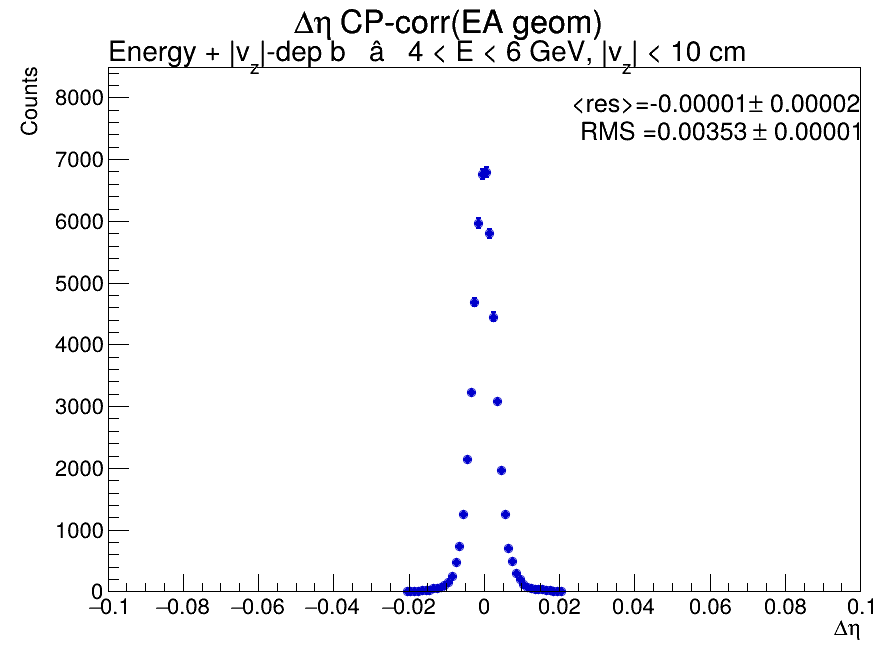 Δη CP-corr(EA geom)
Energy + |v_z|-dep b â 4 < E < 6 GeV, |v_z| < 10 cm
Counts
<res>=-0.00001± 0.00002
RMS =0.00353± 0.00001
8000
7000
6000
5000
4000
3000
2000
1000
0
−0.1 −0.08 −0.06 −0.04 −0.02 0 0.02 0.04 0.06 0.08 0.1
Δη